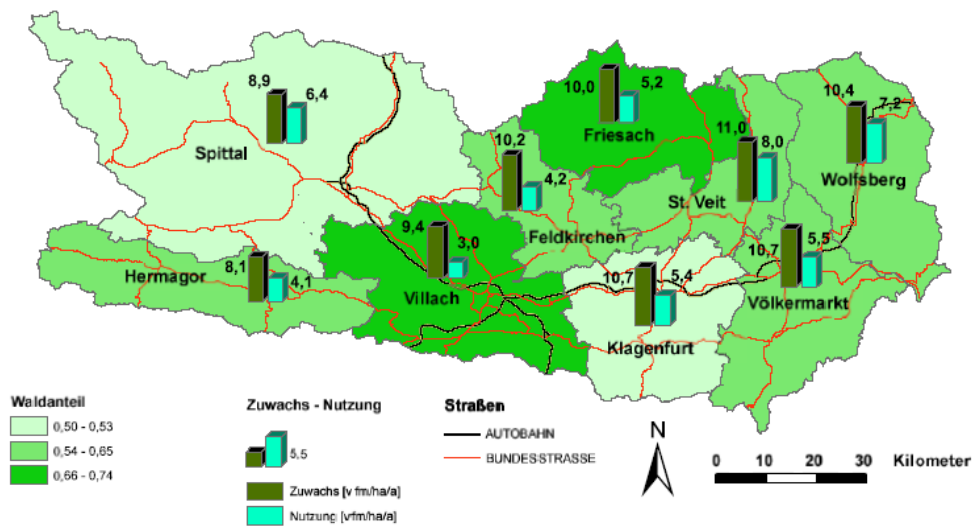 8,9
6,4
Spittal
10,0
5,2
Friesach
10,4
7,2
Wolfsberg
11,0
8,0
St. Veit
10,2
4,2
Feldkirchen
9,4
3,0
Villach
8,1
4,1
Hermagor
10,7
5,4
Klagenfurt
10,7
5,5
Völkermarkt
Waldanteil
0,50 - 0,53
0,54 - 0,65
0,66 - 0,74
Zuwachs - Nutzung
5,5
Zuwachs [v fm/ha/a]
Nutzung [vfm/ha/a]
Straßen
AUTOBAHN
BUNDESSTRASSE
N
0 10 20 30 Kilometer